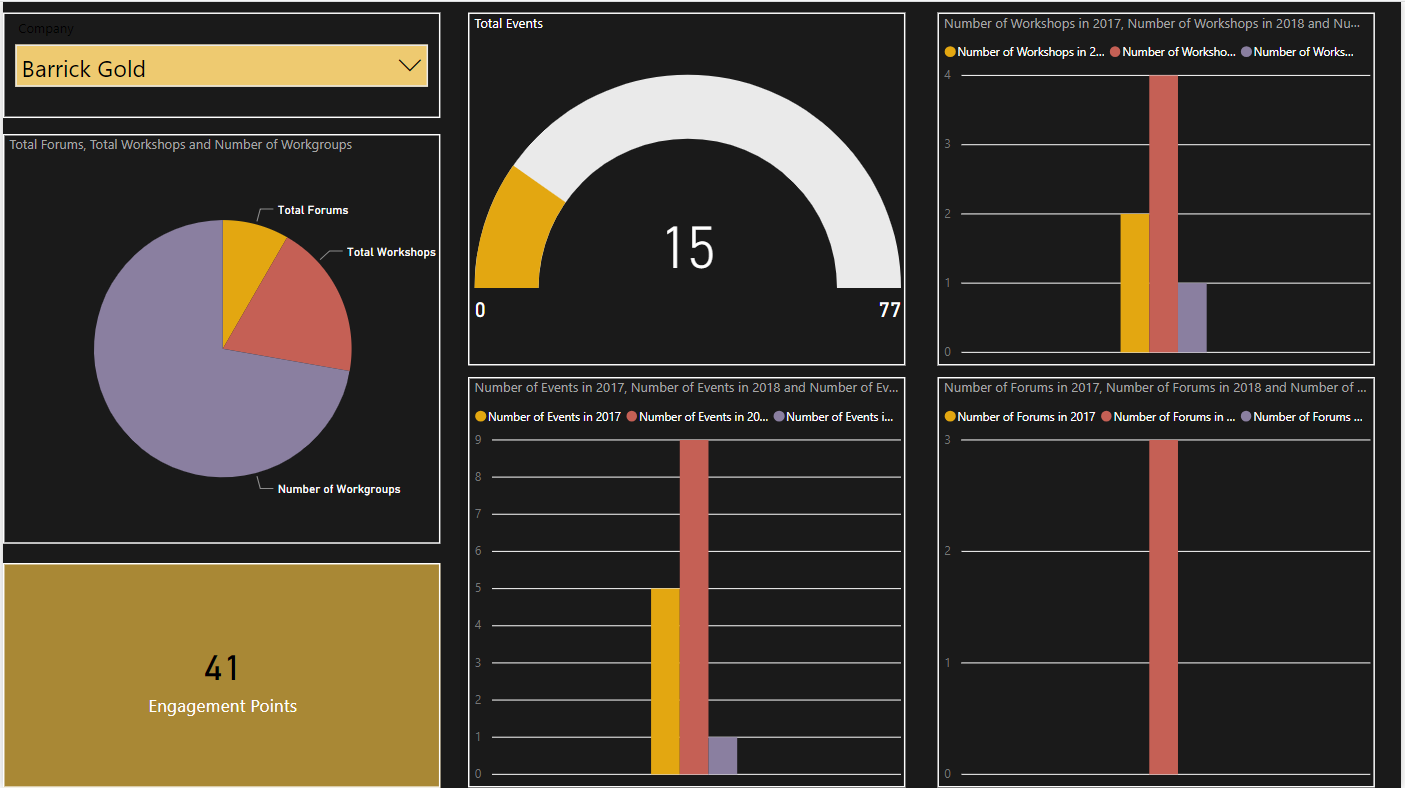 Company
Barrick Gold
Total Forums, Total Workshops and Number of Workgroups
Total Forums
Total Workshops
Number of Workgroups
41
Engagement Points
Total Events
15
0
77
Number of Events in 2017, Number of Events in 2018 and Number of Ev...
Number of Events in 2017 Number of Events in 20... Number of Events i...
9
8
7
6
5
4
3
2
1
0
Number of Workshops in 2017, Number of Workshops in 2018 and Nu...
Number of Workshops in 2... Number of Worksho... Number of Works...
4
3
2
1
0
Number of Forums in 2017, Number of Forums in 2018 and Number of ...
Number of Forums in 2017 Number of Forums in ... Number of Forums ...
3
2
1
0